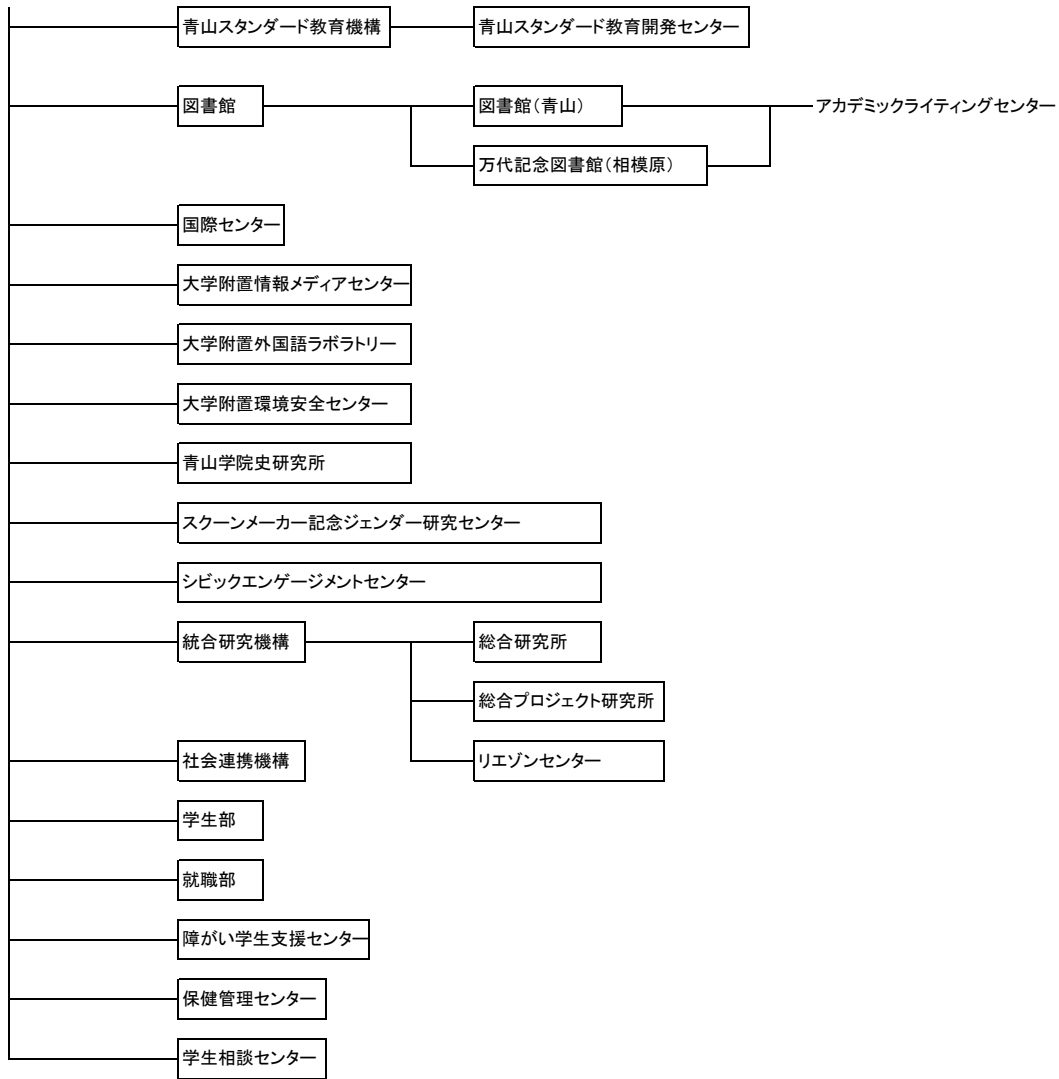 青山スタンダード教育機構
青山スタンダード教育開発センター
図書館
図書館(青山)
アカデミックライティングセンター
万代記念図書館(相模原)
国際センター
大学附置情報メディアセンター
大学附置外国語ラボラトリー
大学附置環境安全センター
青山学院史研究所
スクーンメーカー記念ジェンダー研究センター
シビックエンゲージメントセンター
統合研究機構
総合研究所
総合プロジェクト研究所
社会連携機構
リエゾンセンター
学生部
就職部
障がい学生支援センター
保健管理センター
学生相談センター